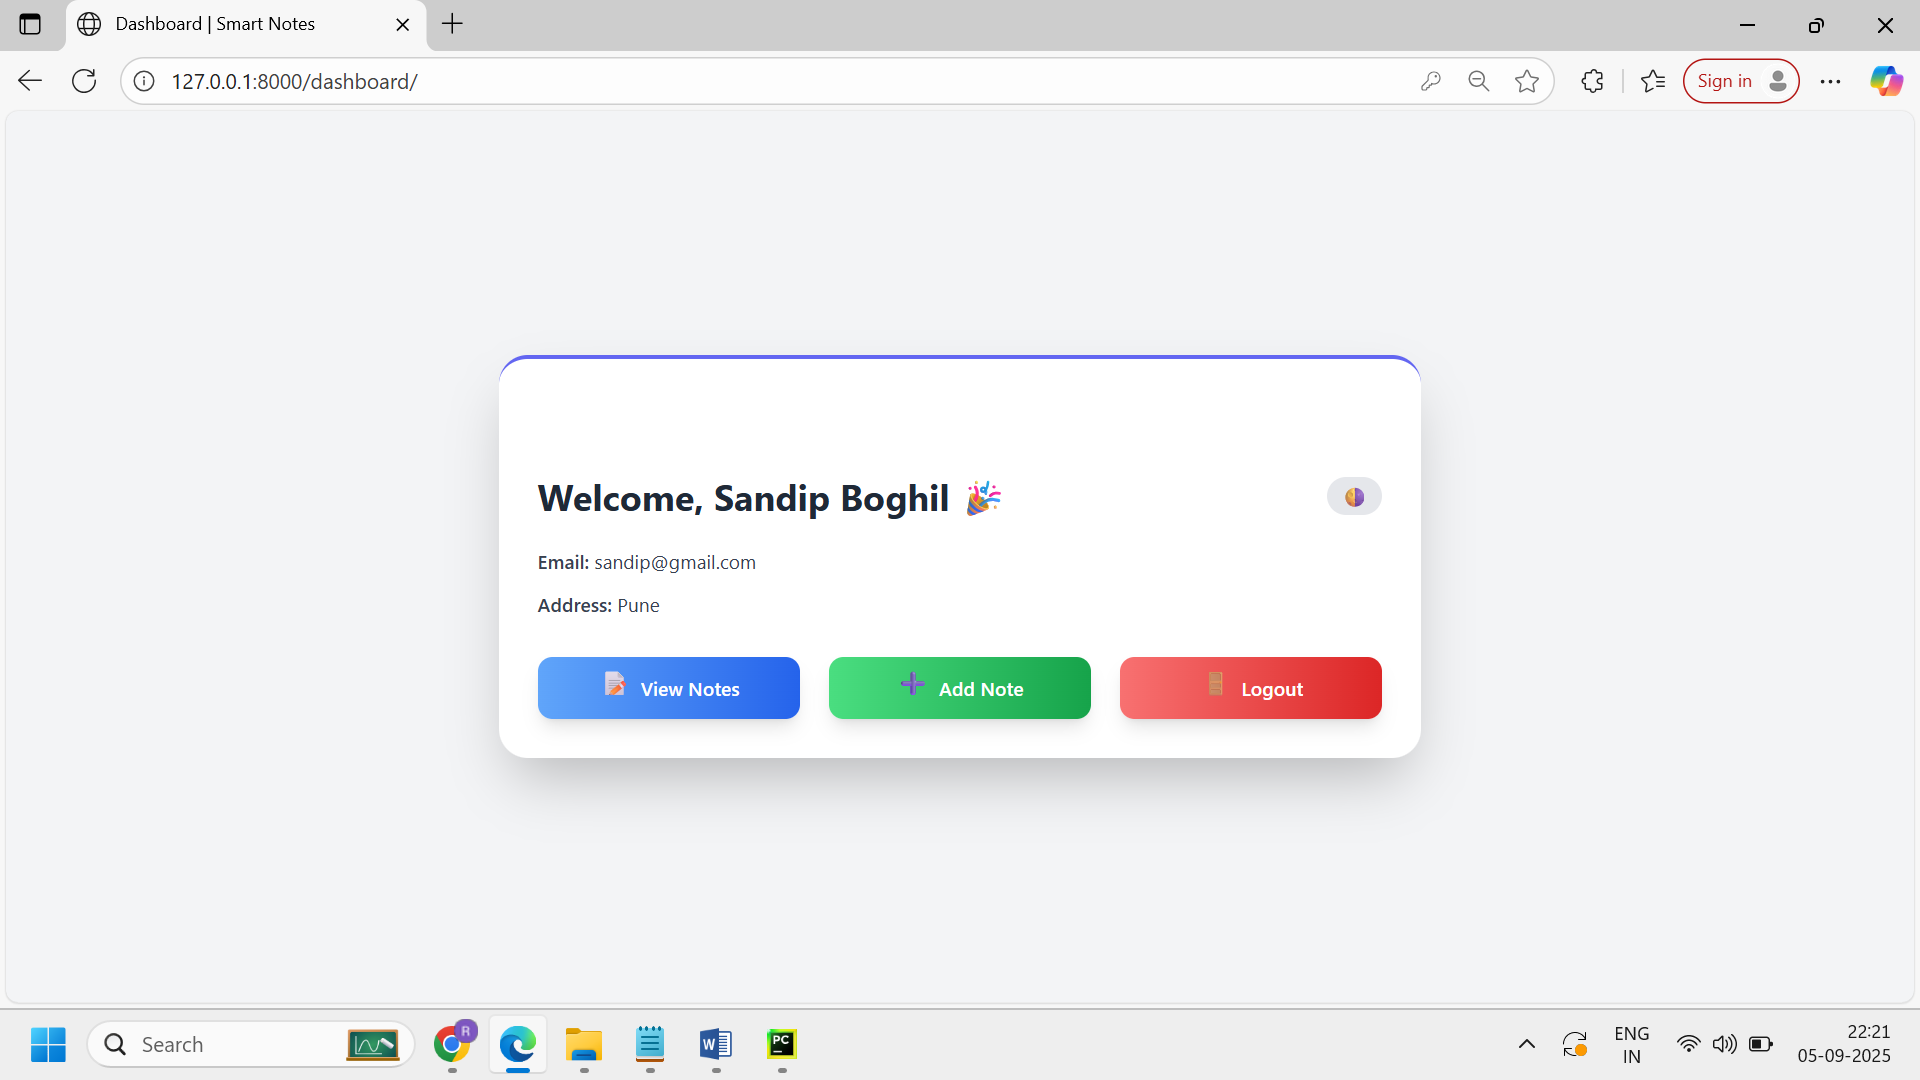 Dashboard | Smart Notes
127.0.0.1:8000/dashboard/
Sign in
Welcome, Sandip Boghil 🎉
Email: sandip@gmail.com
Address: Pune
📝 View Notes
➕ Add Note
🚪 Logout
Search
R
W
PC
ENG
IN
22:21
05-09-2025